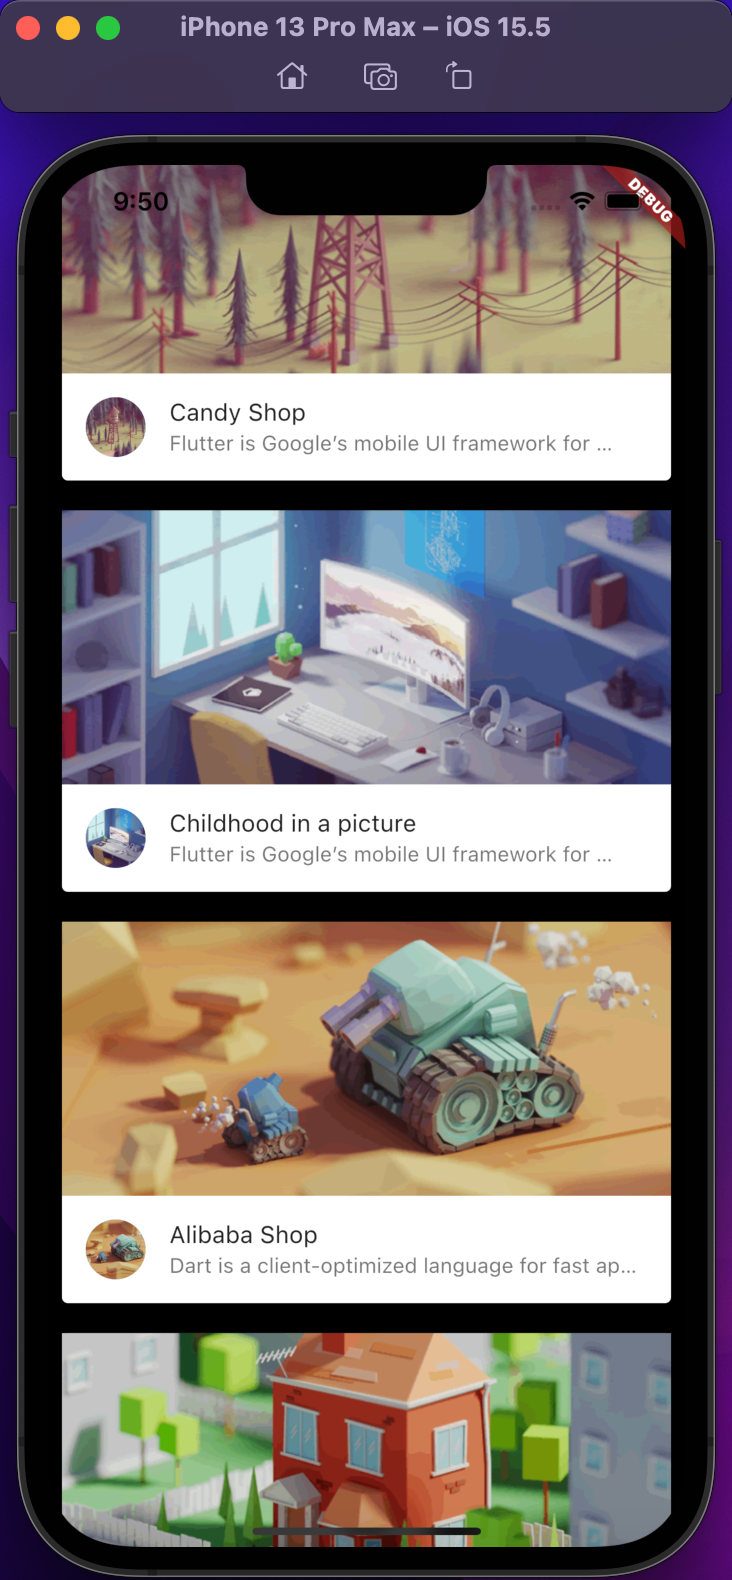 iPhone 13 Pro Max – iOS 15.5
9:50
DEBUG
Candy Shop
Flutter is Google's mobile UI framework for ...
Childhood in a picture
Flutter is Google's mobile UI framework for ...
Alibaba Shop
Dart is a client-optimized language for fast ap...